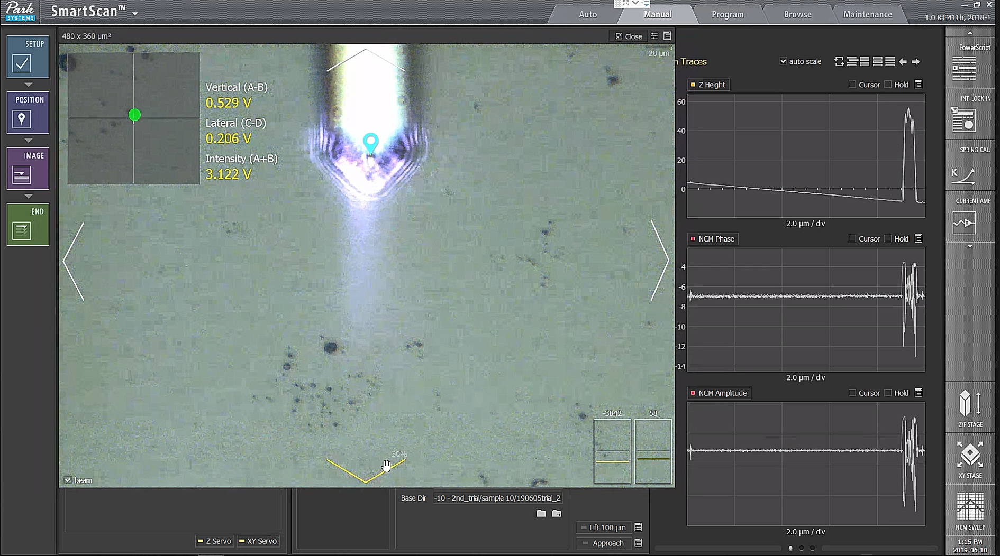 Park
SYSTEMS
SmartScan™
Auto
Manual
Program
Browse
Maintenance
1.0 RTM11h, 2018-1
SETUP
POSITION
IMAGE
END
480 x 360 µm²
Close
20 µm
Vertical (A-B)
0.529 V
Lateral (C-D)
0.206 V
Intensity (A+B)
3.122 V
-3042
58
30%
beam
Traces
auto scale
Z Height
Cursor
Hold
60
40
20
0
2.0 µm / div
NCM Phase
Cursor
Hold
-4
-6
-8
-10
-12
-14
2.0 µm / div
NCM Amplitude
Cursor
Hold
2.0 µm / div
Base Dir
-10 - 2nd_trial/sample 10/190605trial_2
Lift 100 µm
Approach
Z Servo
XY Servo
PowerScript
INT. LOCK-IN
SPRING CAL.
K
CURRENT AMP
Z/F STAGE
XY STAGE
NCM SWEEP
1:15 PM
2019-06-10